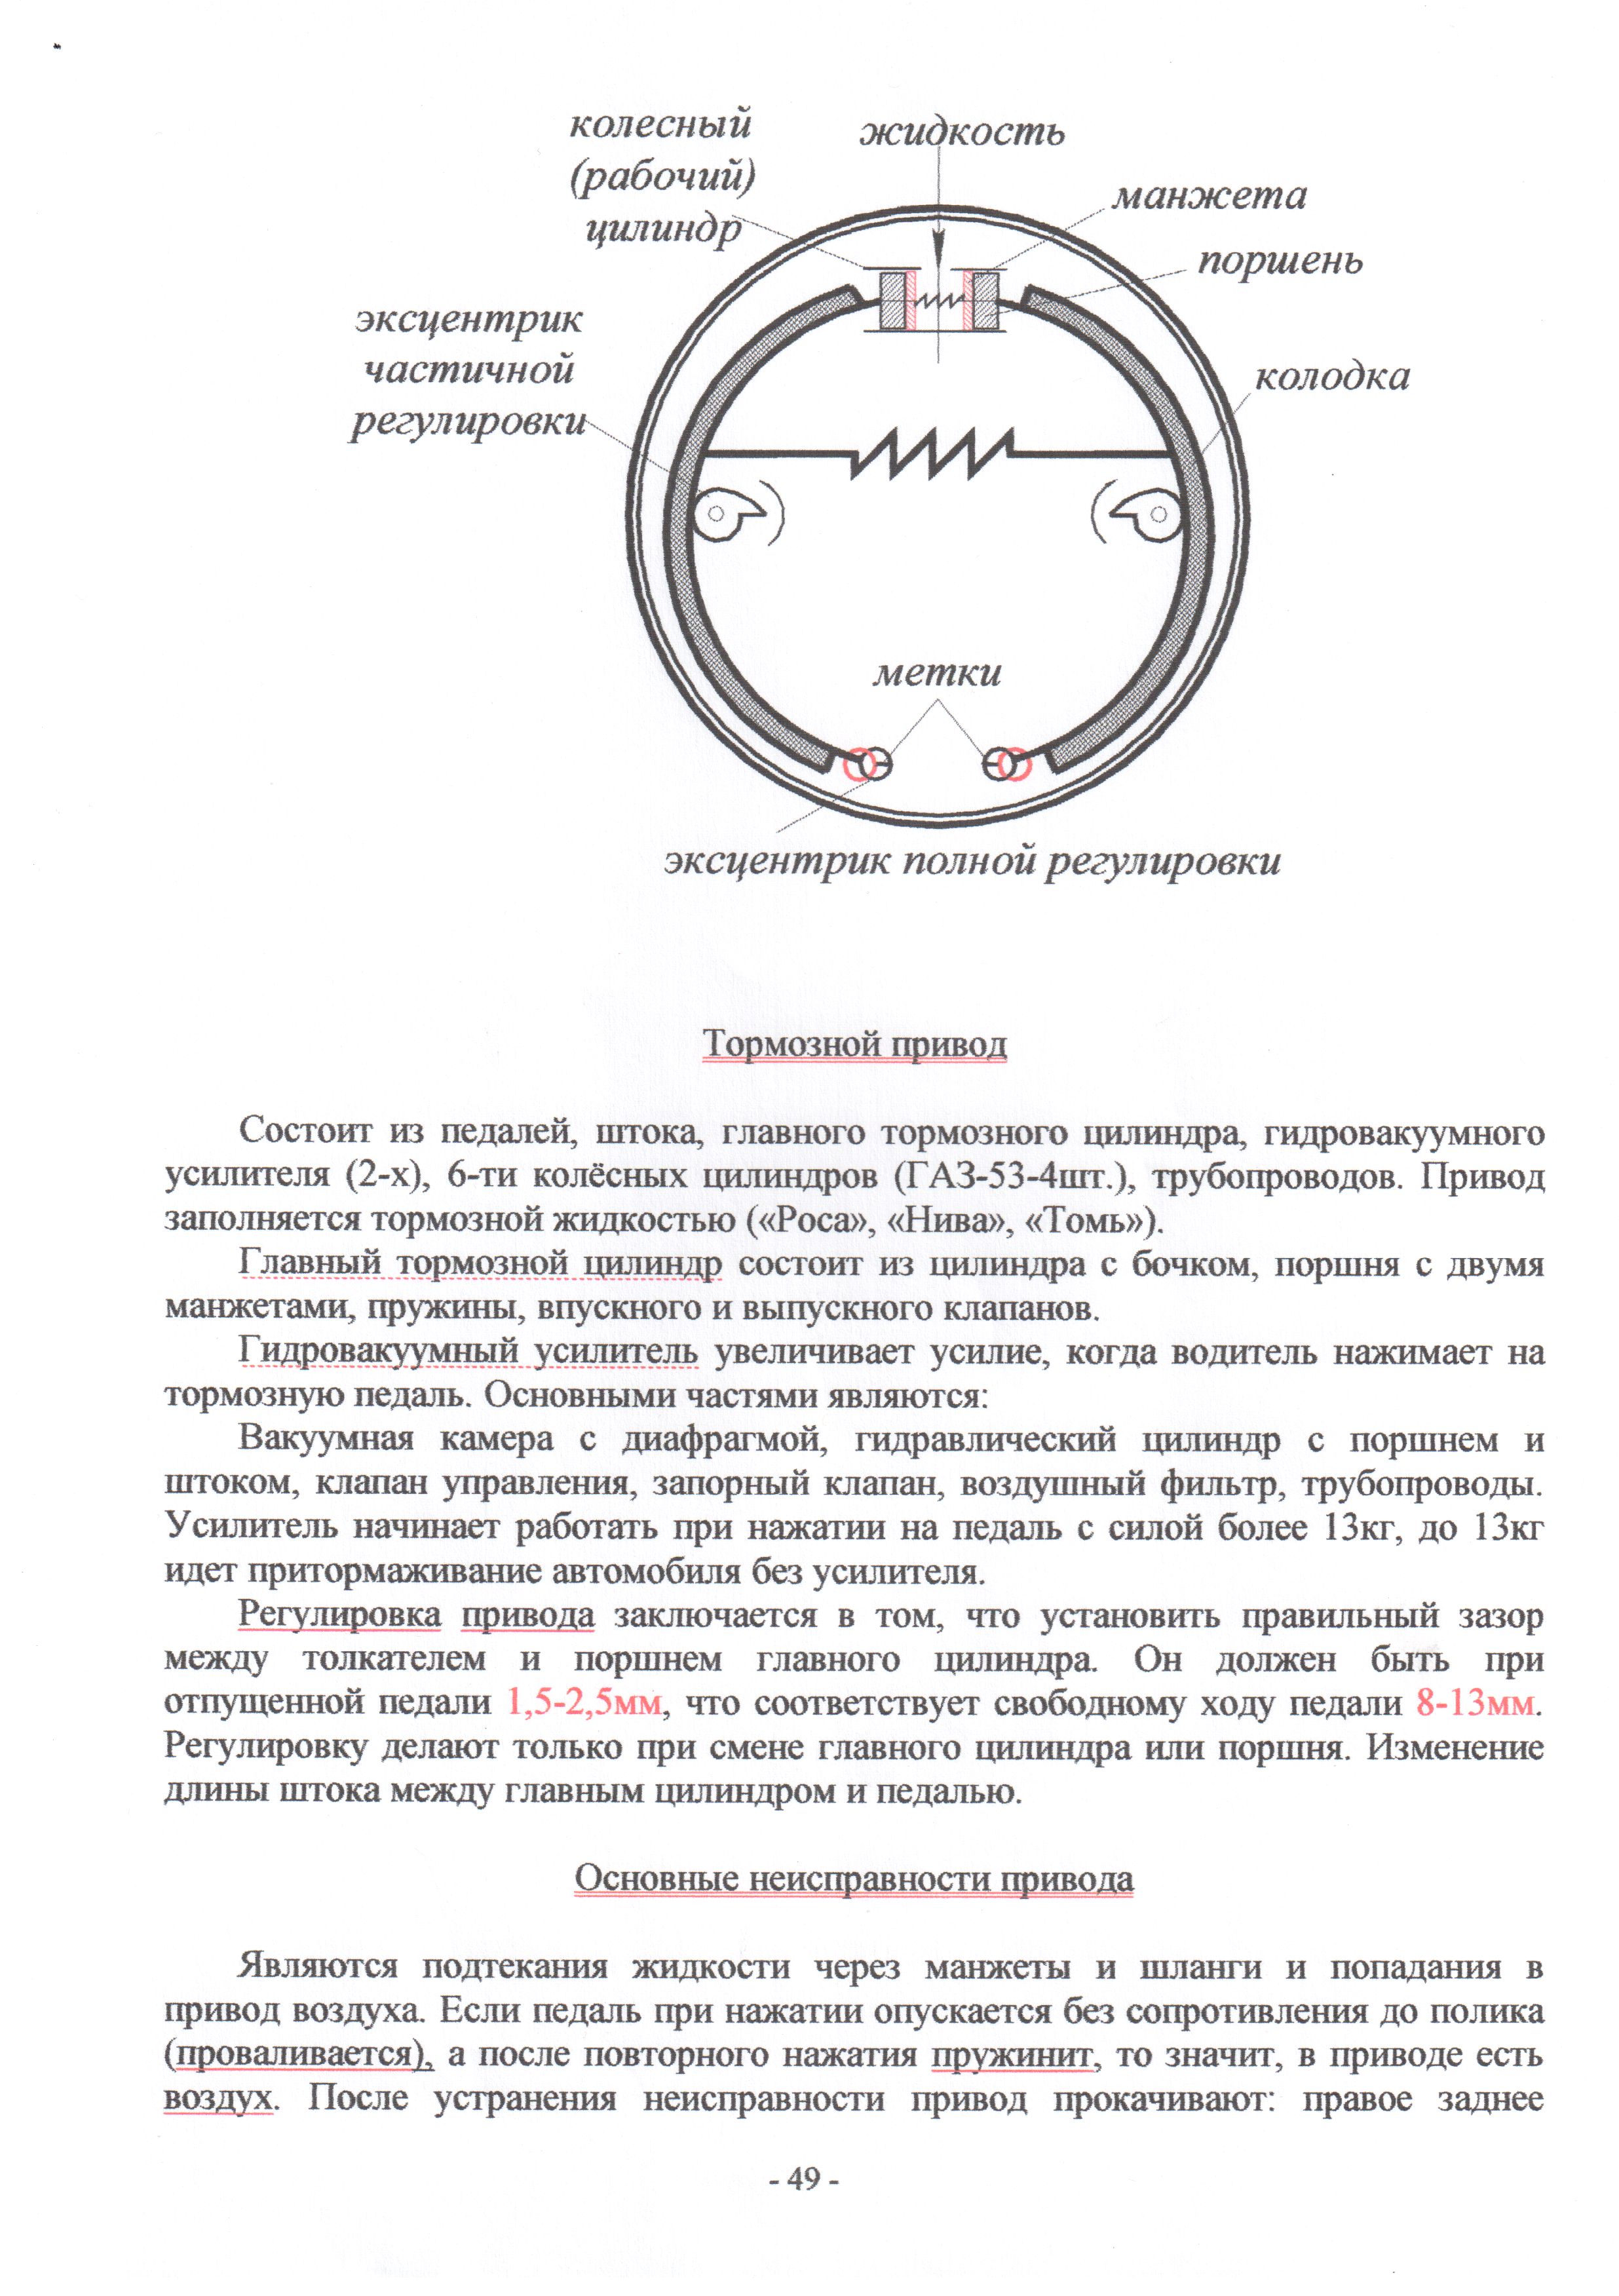 колесный
(рабочий)
цилиндр
жидкость
манжета
поршень
эксцентрик
частичной
регулировки
колодка
метки
эксцентрик полной регулировки
Тормозной привод
Состоит из педалей, штока, главного тормозного цилиндра, гидровакуумного
усилителя (2-х), 6-ти колёсных цилиндров (ГАЗ-53-4шт.), трубопроводов. Привод
заполняется тормозной жидкостью («Роса», «Нива», «Томь»).
Главный тормозной цилиндр состоит из цилиндра с бочком, поршня с двумя
манжетами, пружины, впускного и выпускного клапанов.
Гидровакуумный усилитель увеличивает усилие, когда водитель нажимает на
тормозную педаль. Основными частями являются:
Вакуумная камера с диафрагмой, гидравлический цилиндр с поршнем и
штоком, клапан управления, запорный клапан, воздушный фильтр, трубопроводы.
Усилитель начинает работать при нажатии на педаль с силой более 13кг, до 13кг
идет притормаживание автомобиля без усилителя.
Регулировка привода заключается в том, что установить правильный зазор
между толкателем и поршнем главного цилиндра. Он должен быть при
отпущенной педали 1,5-2,5мм, что соответствует свободному ходу педали 8-13мм.
Регулировку делают только при смене главного цилиндра или поршня. Изменение
длины штока между главным цилиндром и педалью.
Основные неисправности привода
Являются подтекания жидкости через манжеты и шланги и попадания в
привод воздуха. Если педаль при нажатии опускается без сопротивления до полика
(проваливается), а после повторного нажатия пружинит, то значит, в приводе есть
воздух. После устранения неисправности привод прокачивают: правое заднее
- 49 -